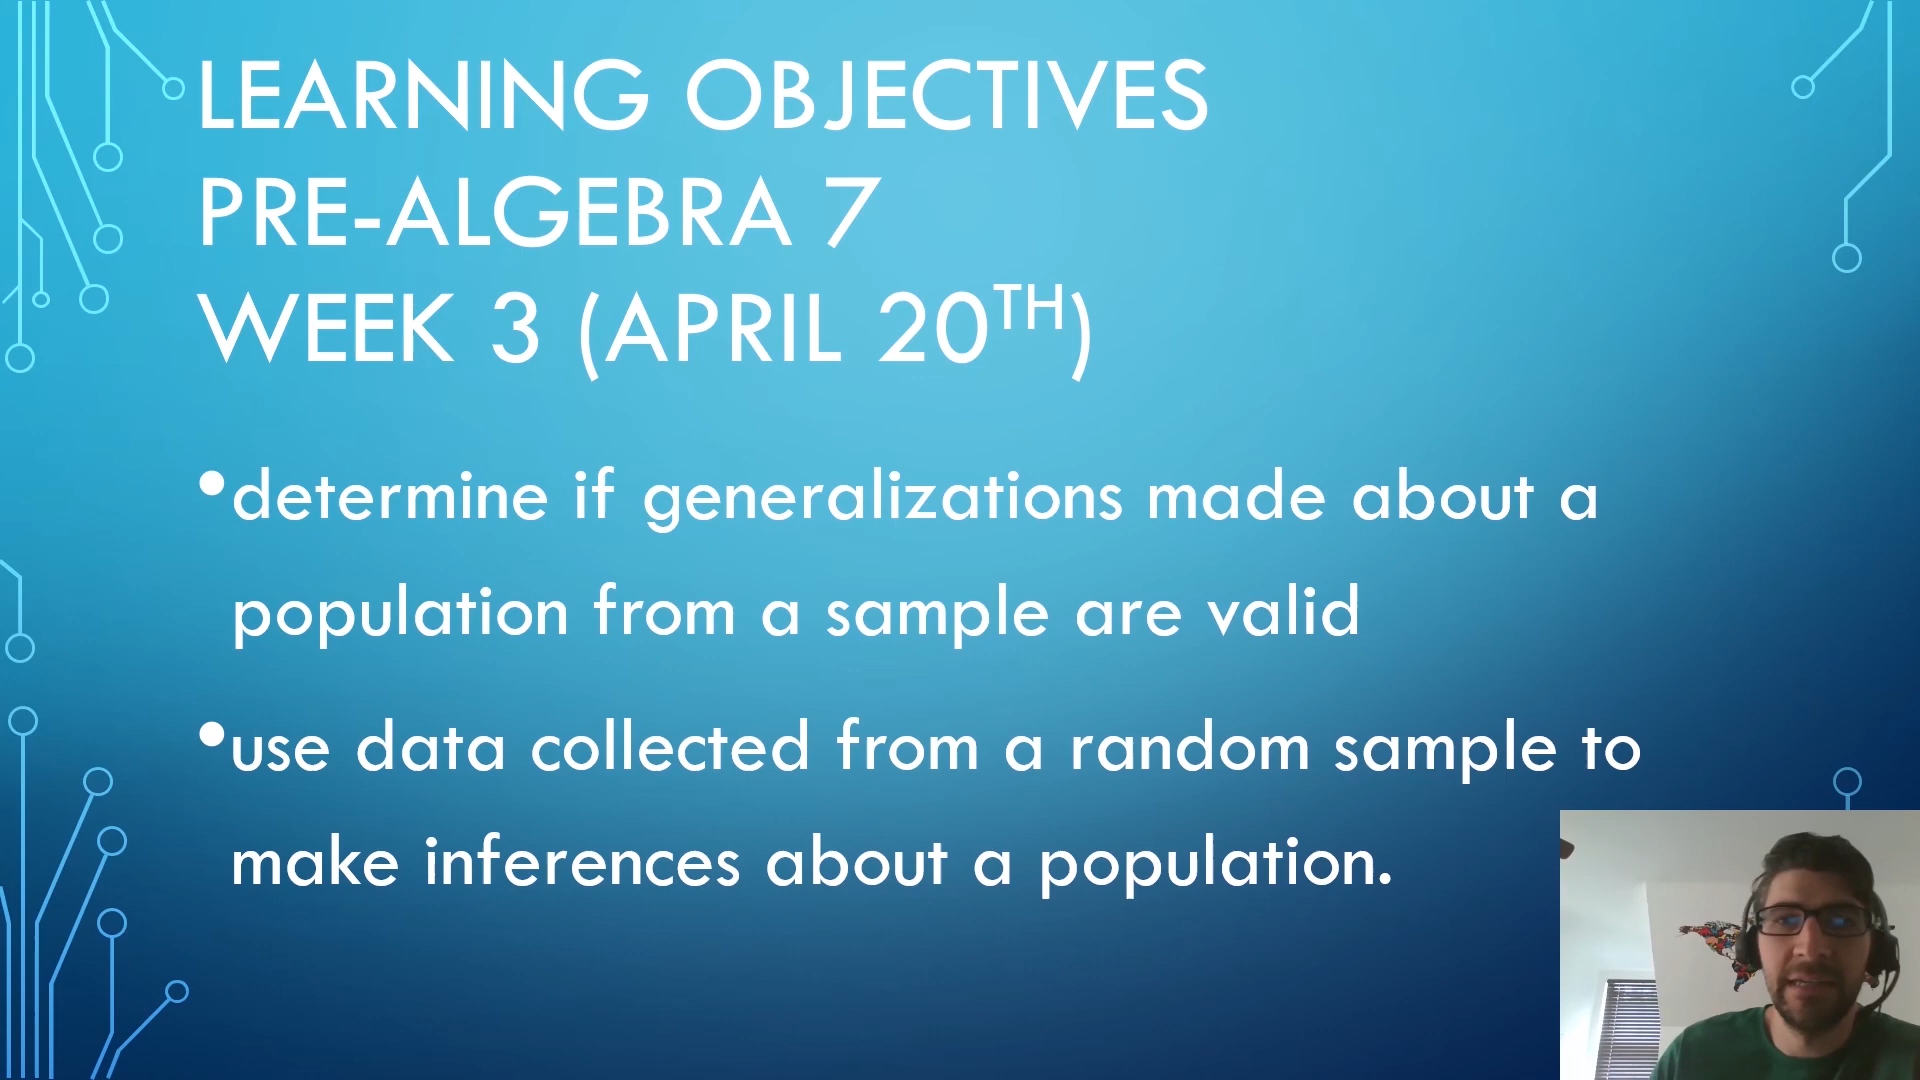 LEARNING OBJECTIVES
PRE-ALGEBRA 7
WEEK 3 (APRIL 20TH)
•determine if generalizations made about a
population from a sample are valid
•use data collected from a random sample to
make inferences about a population.